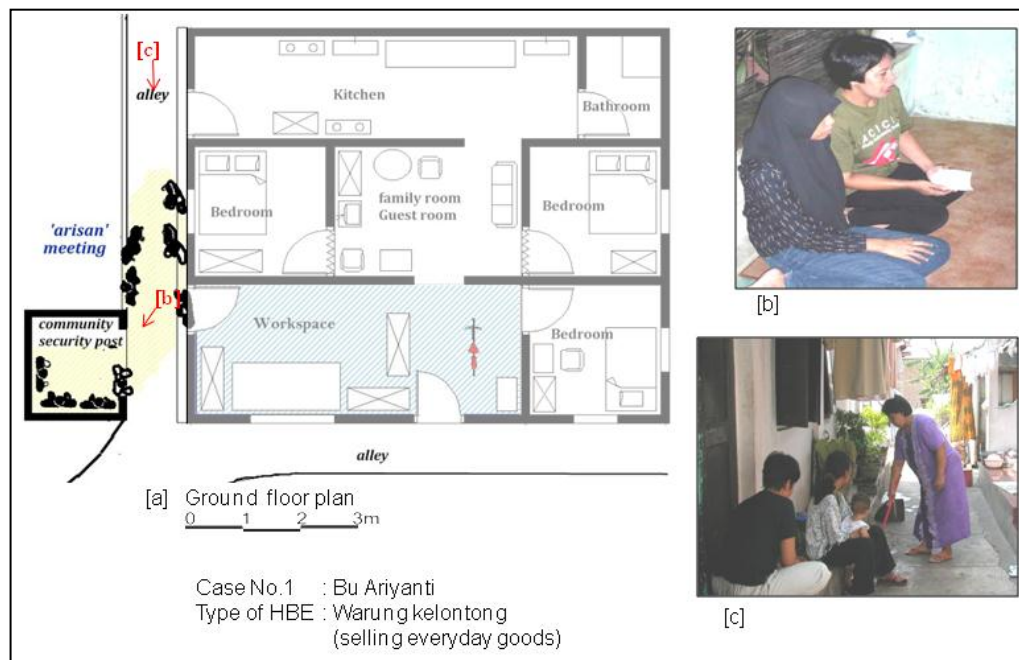 [c]
alley
Kitchen
Bathroom
Bedroom
family room
Guest room
Bedroom
'arisan'
meeting
[b]
community
security post
Workspace
Bedroom
alley
[a] Ground floor plan
0 1 2 3m
Case No.1 : Bu Ariyanti
Type of HBE : Warung kelontong
(selling everyday goods)
[b]
[c]